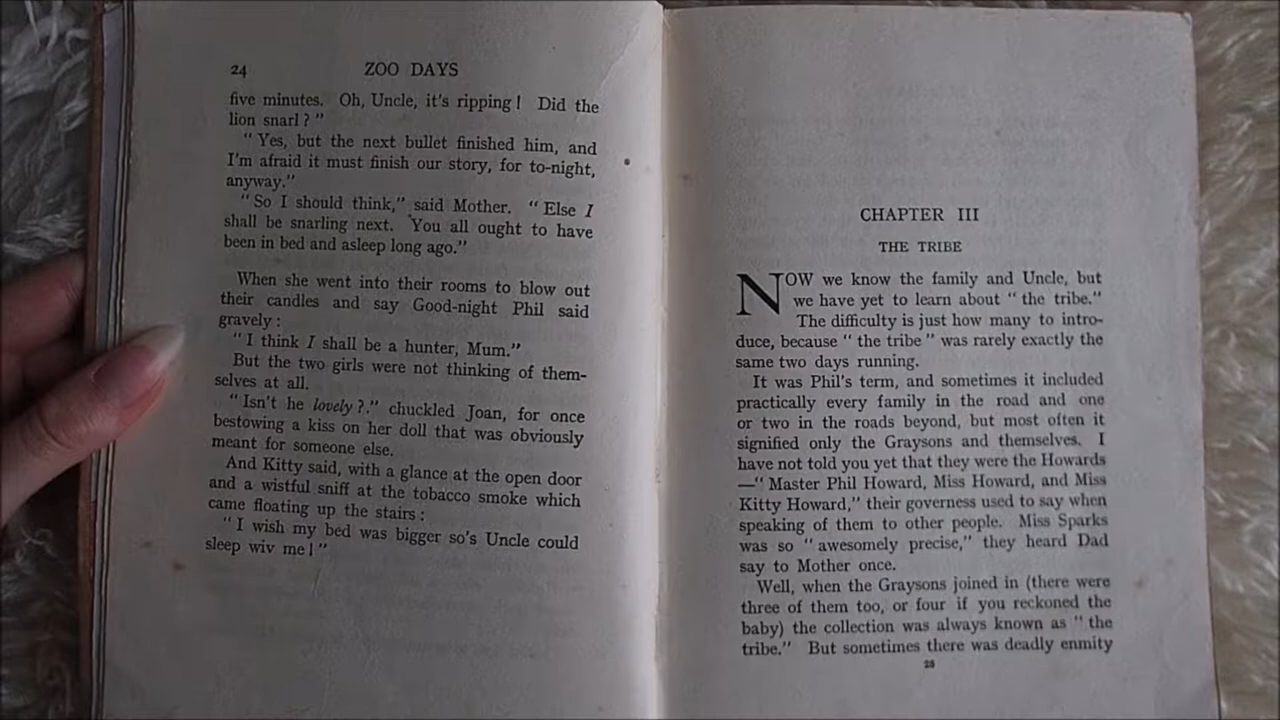 24 ZOO DAYS
five minutes. Oh, Uncle, it's ripping! Did the
lion snarl?"
"Yes, but the next bullet finished him, and
I'm afraid it must finish our story, for to-night,
anyway."
"So I should think," said Mother. "Else I
shall be snarling next. You all ought to have
been in bed and asleep long ago."
When she went into their rooms to blow out
their candles and say Good-night Phil said
gravely:
"I think I shall be a hunter, Mum."
But the two girls were not thinking of them-
selves at all.
"Isn't he lovely?." chuckled Joan, for once
bestowing a kiss on her doll that was obviously
meant for someone else.
And Kitty said, with a glance at the open door
and a wistful sniff at the tobacco smoke which
came floating up the stairs:
"I wish my bed was bigger so's Uncle could
sleep wiv me!"
CHAPTER III
THE TRIBE
NOW we know the family and Uncle, but
we have yet to learn about "the tribe."
The difficulty is just how many to intro-
duce, because "the tribe" was rarely exactly the
same two days running.
It was Phil's term, and sometimes it included
practically every family in the road and one
or two in the roads beyond, but most often it
signified only the Graysons and themselves. I
have not told you yet that they were the Howards
—"Master Phil Howard, Miss Howard, and Miss
Kitty Howard," their governess used to say when
speaking of them to other people. Miss Sparks
was so "awesomely precise," they heard Dad
say to Mother once.
Well, when the Graysons joined in (there were
three of them too, or four if you reckoned the
baby) the collection was always known as "the
tribe." But sometimes there was deadly enmity
25